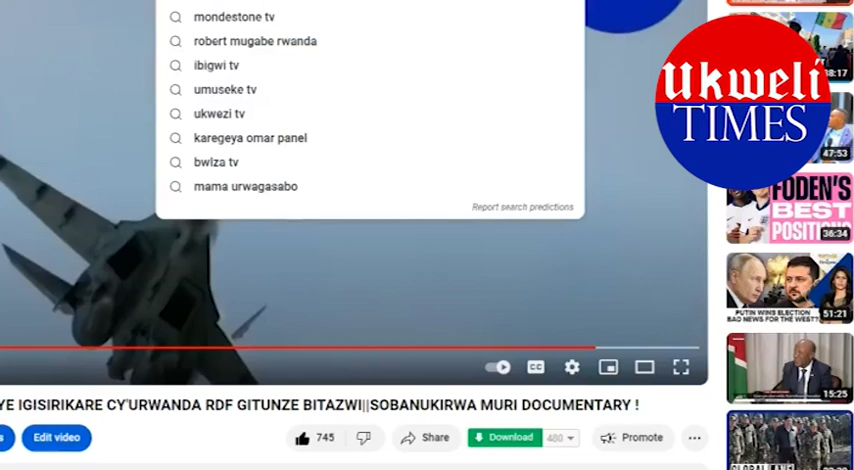 mondestone tv
robert mugabe rwanda
ibigwi tv
umuseke tv
ukwezi tv
karegeya omar panel
bwiza tv
mama urwagasabo
Report search predictions
Ukweli
TIMES
38:17
47:53
FODEN'S
BEST
POSITION
36:34
PUTIN WINS ELECTION
BAD NEWS FOR THE WEST?
51:21
15:25
CC
YE IGISIRIKARE CY'URWANDA RDF GITUNZE BITAZWI||SOBANUKIRWA MURI DOCUMENTARY !
s
Edit video
745
Share
Download
480
Promote